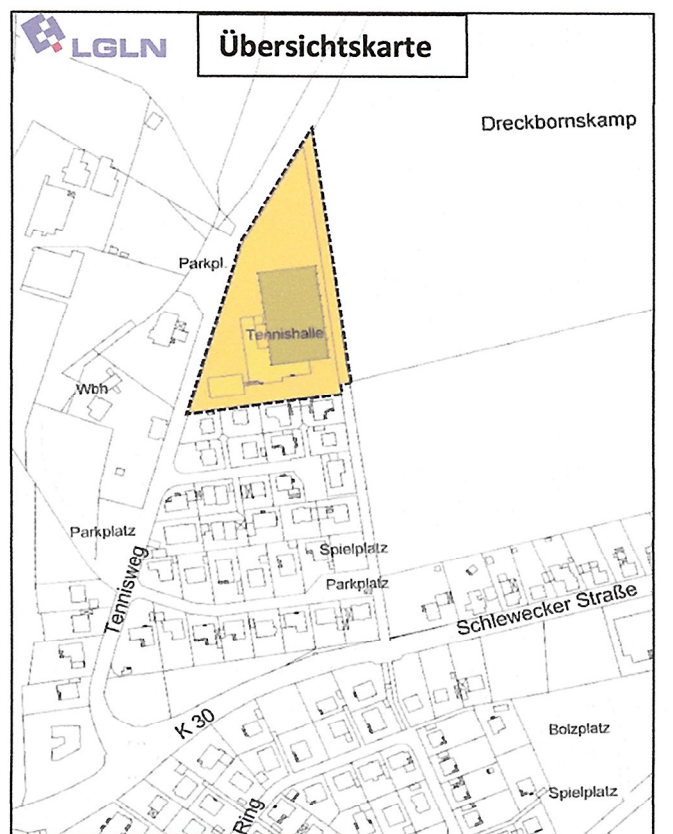 LGLN
Übersichtskarte
Dreckbornskamp
Parkpl.
Tennishalle
Wbh
Parkplatz
Spielplatz
Parkplatz
Tennisweg
Schlewecker Straße
K 30
Bolzplatz
Spielplatz
Ring